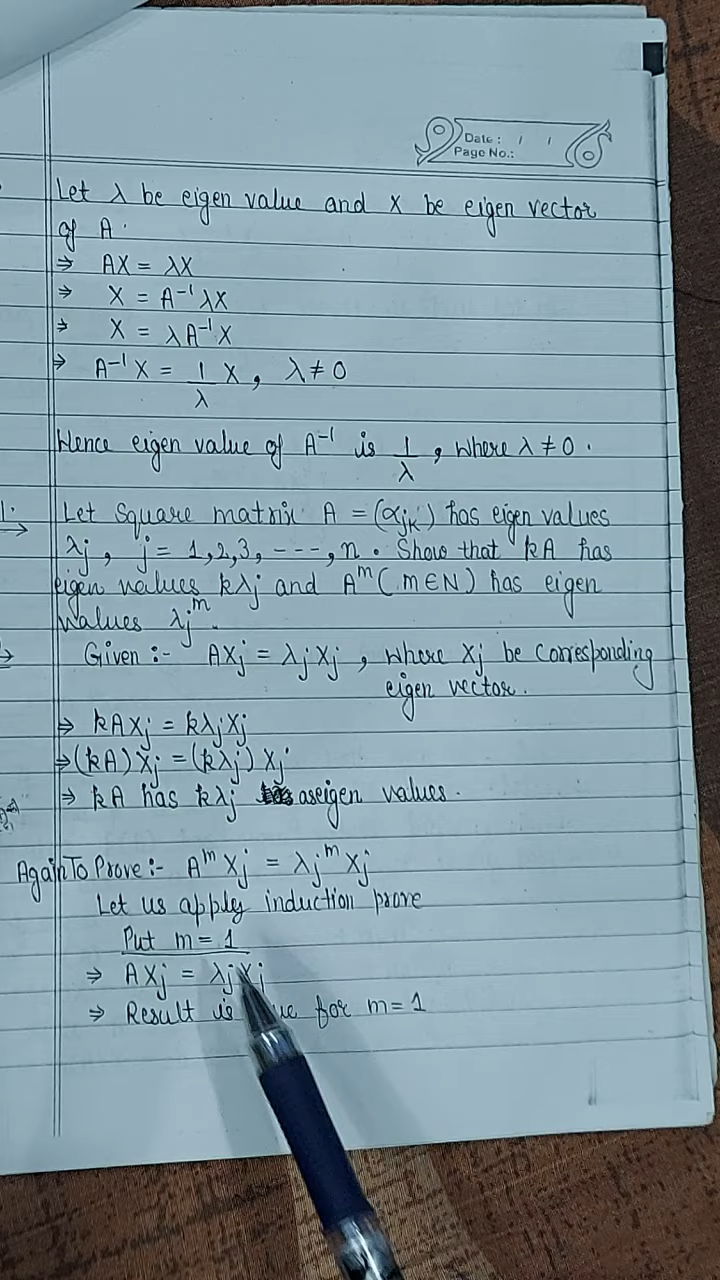 Date : / /
Page No.:
Let λ be eigen value and X be eigen vector
of A.
⇒ AX = λX
⇒ X = A⁻¹λX
⇒ X = λA⁻¹X
⇒ A⁻¹X = 1/λ X, λ ≠ 0
Hence eigen value of A⁻¹ is 1/λ, where λ ≠ 0.
1.
→ Let Square matrix A = (αjk) has eigen values
λj, j = 1,2,3, ----, n. Show that kA has
eigen values kλj and Aᵐ (m∈N) has eigen
values λjᵐ.
→ Given :- AXj = λjXj, where Xj be corresponding
eigen vector.
⇒ kAXj = kλjXj
⇒ (kA)Xj = (kλj)Xj
⇒ kA has kλj as eigen values.
Again To Prove :- AᵐXj = λjᵐXj
Let us apply induction prove
Put m = 1
⇒ AXj = λjXj
⇒ Result is for m = 1